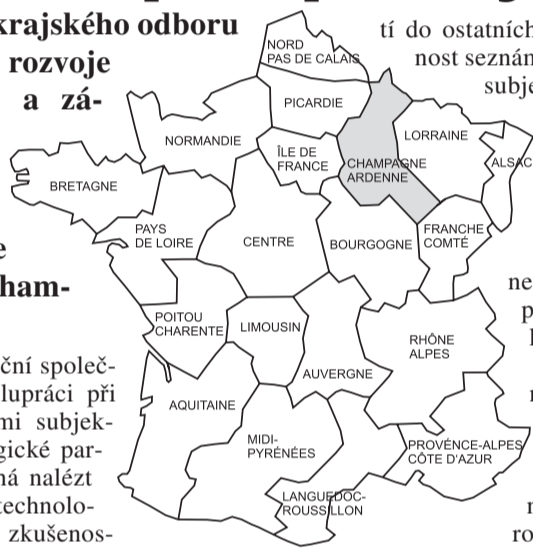 krajského odboru
rozvoje
a zá-
e
ham-
ční společ-
lupráci při
mi subjek-
gické par-
ná nalézt
technolo-
zkušenos-
NORD
PAS DE CALAIS
PICARDIE
NORMANDIE
ÎLE DE
FRANCE
CHAMPAGNE
ARDENNE
LORRAINE
ALSAC
BRETAGNE
PAYS
DE LOIRE
CENTRE
BOURGOGNE
FRANCHE
COMTÉ
POITOU
CHARENTE
LIMOUSIN
AUVERGNE
RHÔNE
ALPES
AQUITAINE
MIDI-
PYRÉNÉES
LANGUEDOC-
ROUSSILLON
PROVÉNCE-ALPES
CÔTE D'AZUR
tí do ostatních
nost seznám
subje
ne
p
r
ro